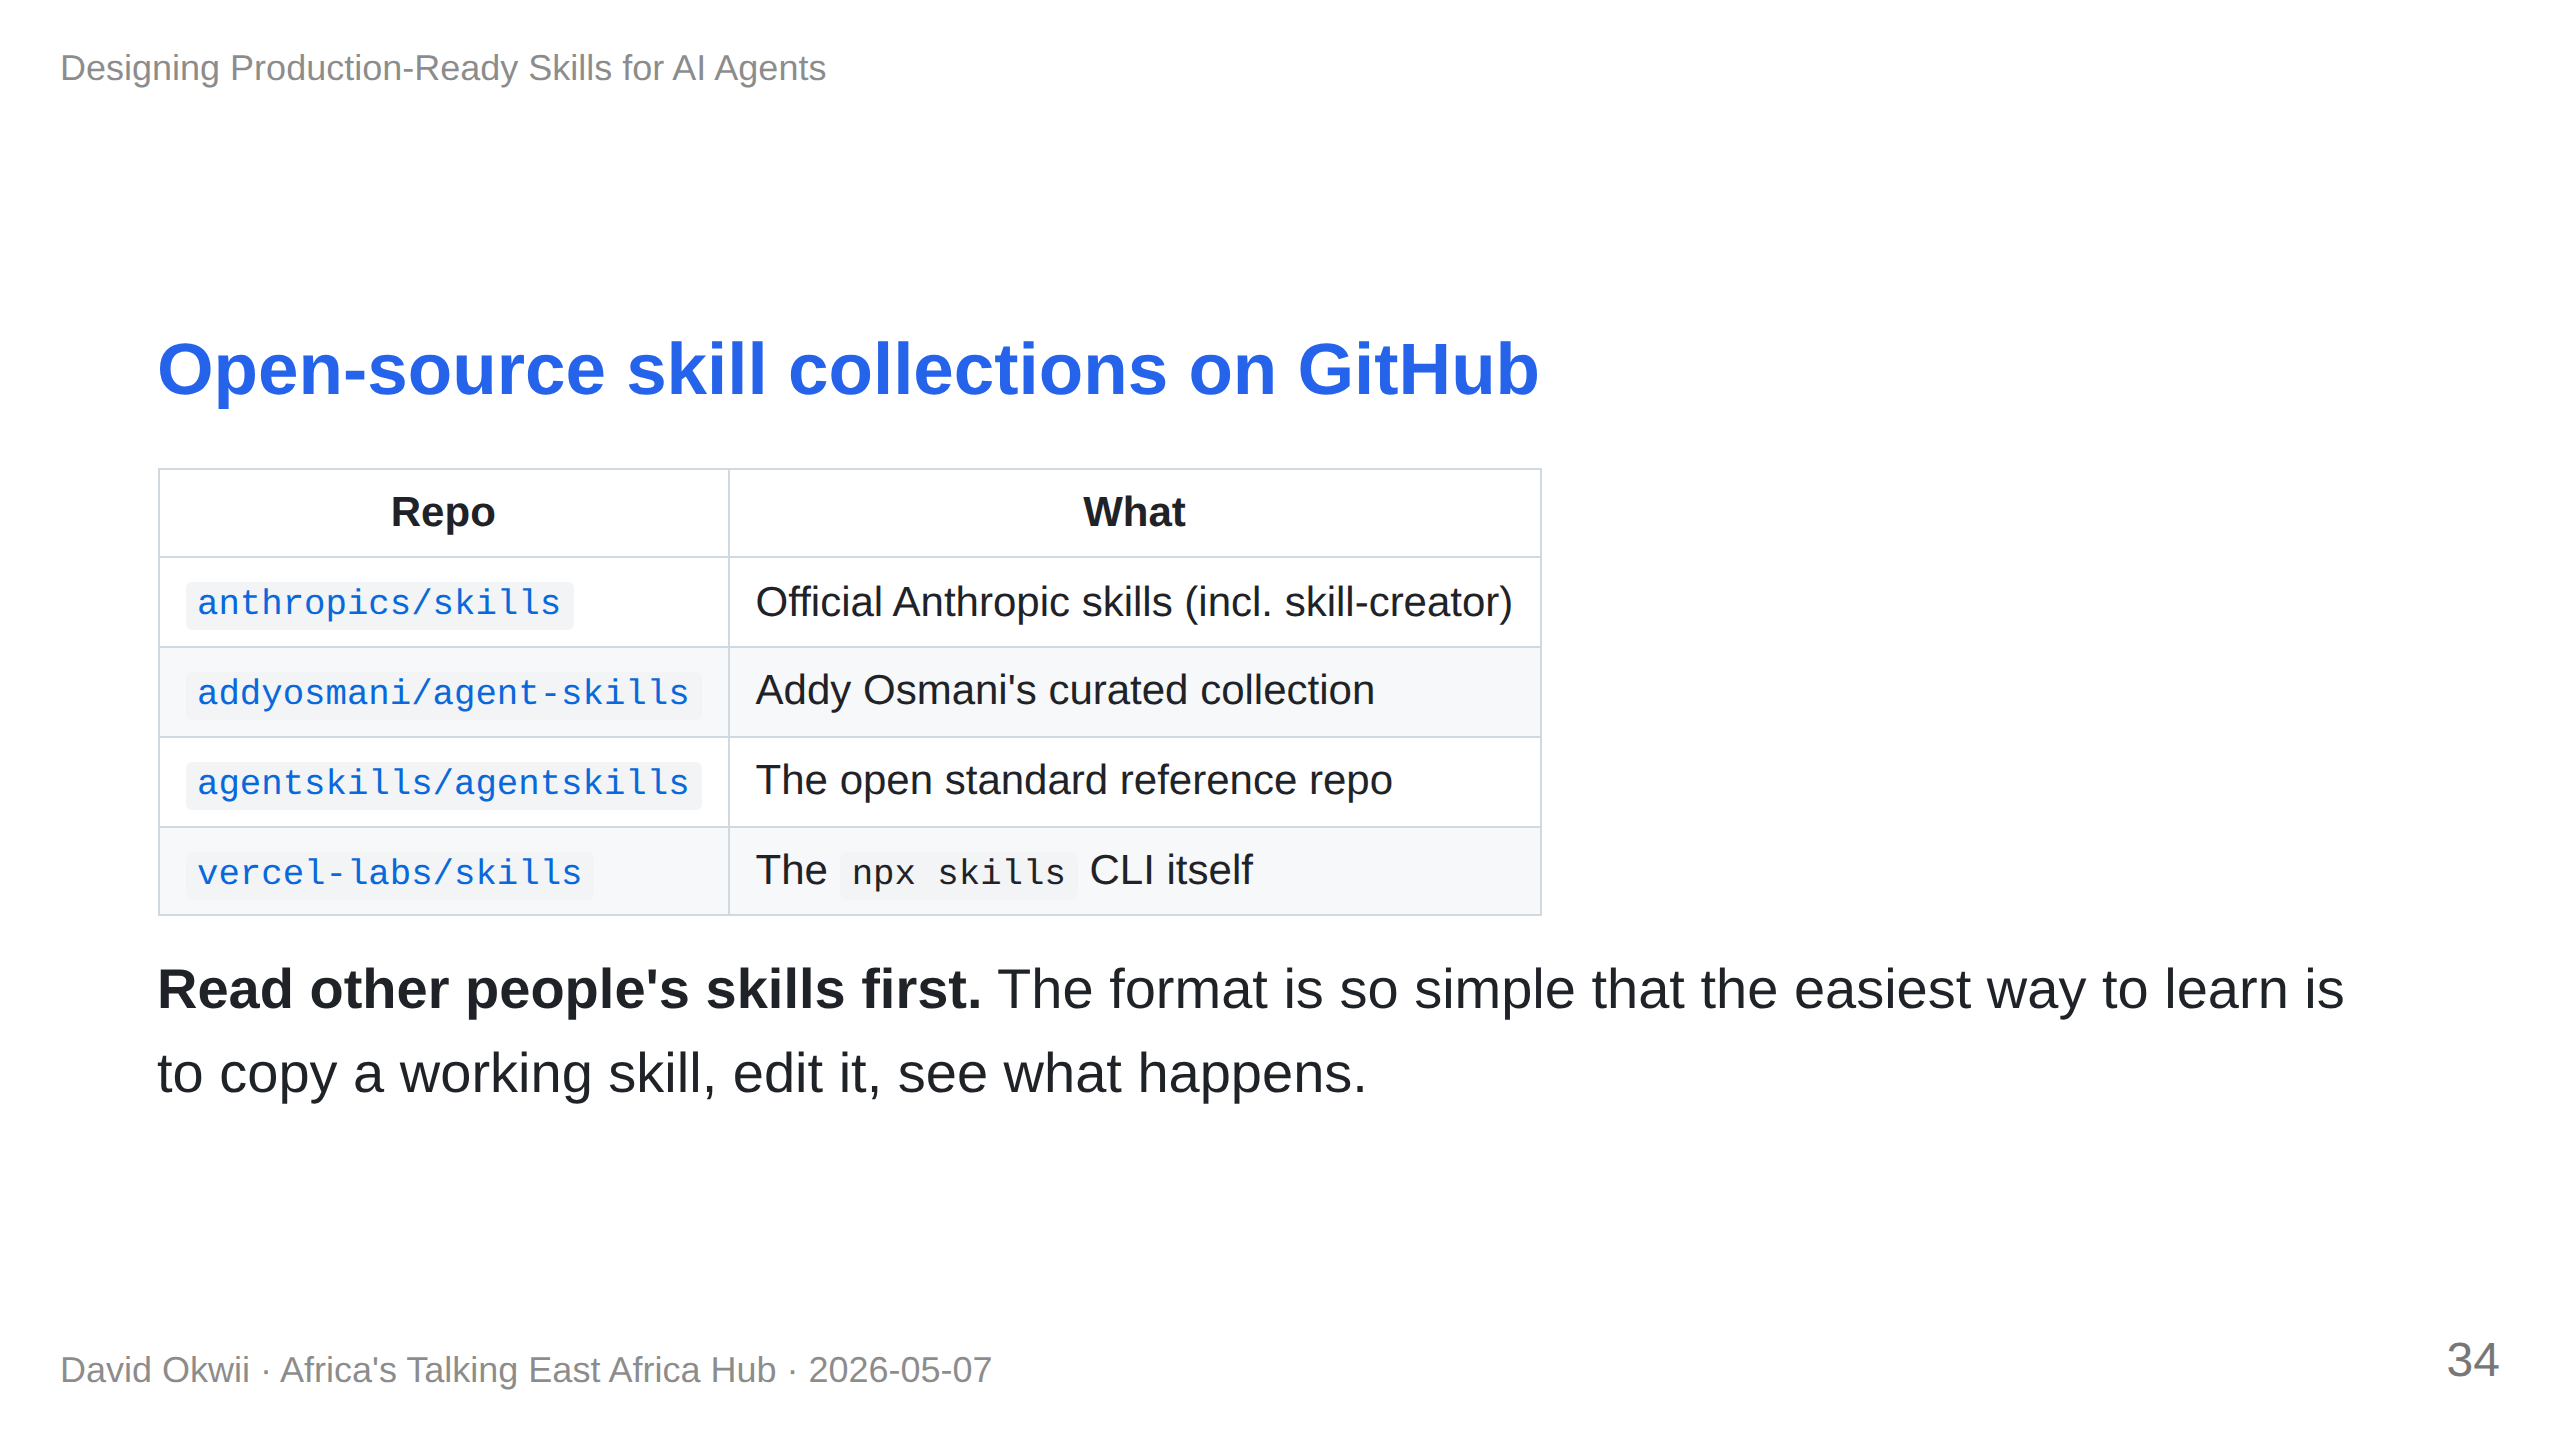 Designing Production-Ready Skills for AI Agents
Open-source skill collections on GitHub
Repo What
anthropics/skills Official Anthropic skills (incl. skill-creator)
addyosmani/agent-skills Addy Osmani's curated collection
agentskills/agentskills The open standard reference repo
vercel-labs/skills The npx skills CLI itself
Read other people's skills first. The format is so simple that the easiest way to learn is
to copy a working skill, edit it, see what happens.
David Okwii · Africa's Talking East Africa Hub · 2026-05-07
34